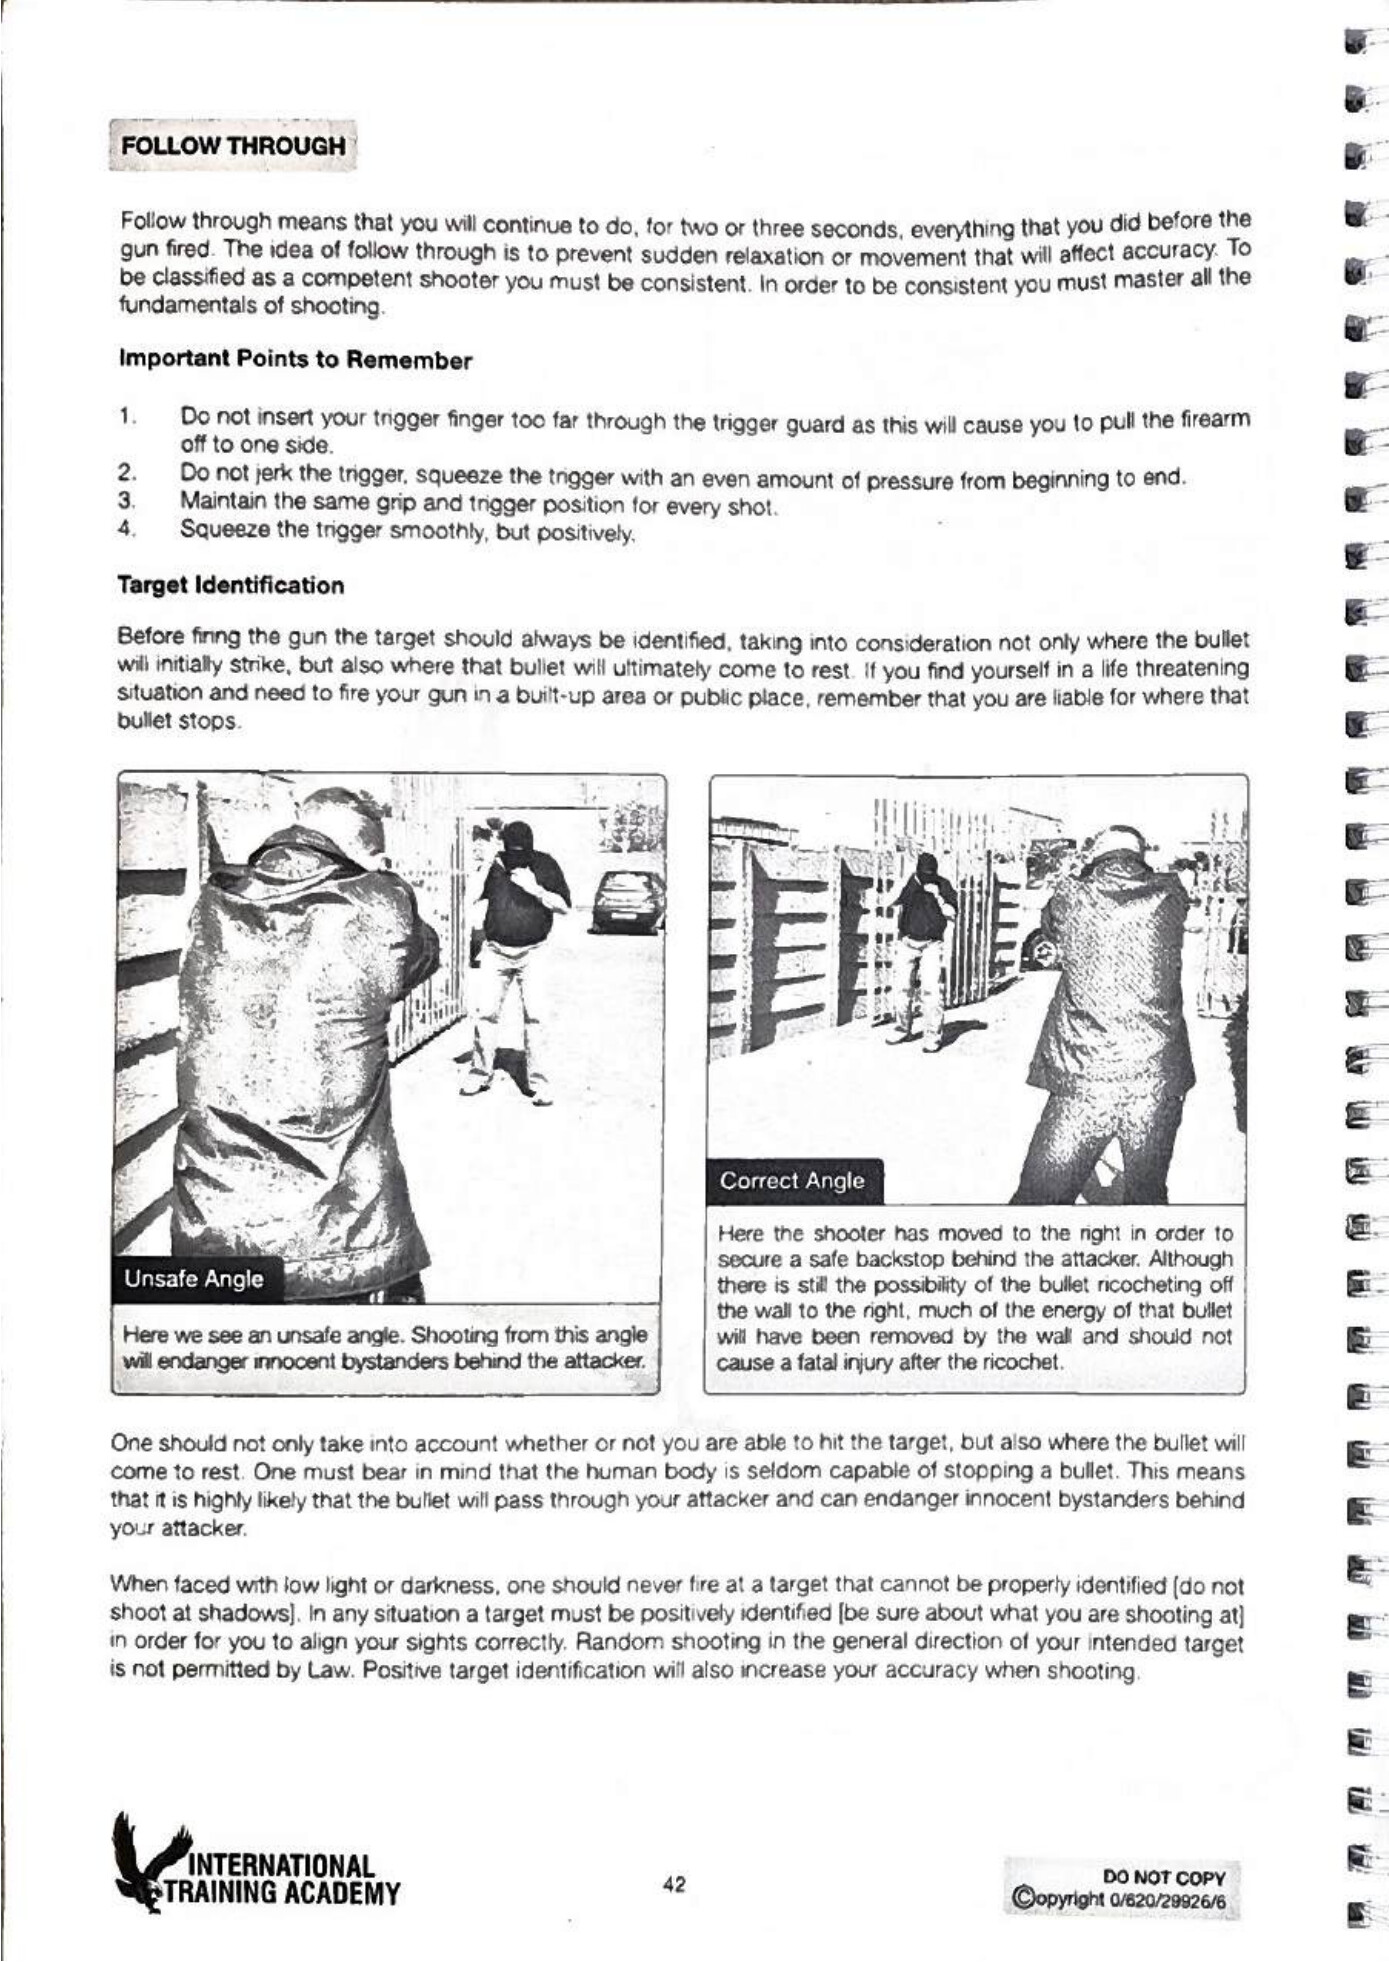 FOLLOW THROUGH
Follow through means that you will continue to do, for two or three seconds, everything that you did before the
gun fired. The idea of follow through is to prevent sudden relaxation or movement that will affect accuracy. To
be classified as a competent shooter you must be consistent. In order to be consistent you must master all the
fundamentals of shooting.
Important Points to Remember
1. Do not insert your trigger finger too far through the trigger guard as this will cause you to pull the firearm
off to one side.
2. Do not jerk the trigger, squeeze the trigger with an even amount of pressure from beginning to end.
3. Maintain the same grip and trigger position for every shot.
4. Squeeze the trigger smoothly, but positively.
Target Identification
Before firing the gun the target should always be identified, taking into consideration not only where the bullet
will initially strike, but also where that bullet will ultimately come to rest. If you find yourself in a life threatening
situation and need to fire your gun in a built-up area or public place, remember that you are liable for where that
bullet stops.
Unsafe Angle
Here we see an unsafe angle. Shooting from this angle
will endanger innocent bystanders behind the attacker.
Correct Angle
Here the shooter has moved to the right in order to
secure a safe backstop behind the attacker. Although
there is still the possibility of the bullet ricocheting off
the wall to the right, much of the energy of that bullet
will have been removed by the wall and should not
cause a fatal injury after the ricochet.
One should not only take into account whether or not you are able to hit the target, but also where the bullet will
come to rest. One must bear in mind that the human body is seldom capable of stopping a bullet. This means
that it is highly likely that the bullet will pass through your attacker and can endanger innocent bystanders behind
your attacker.
When faced with low light or darkness, one should never fire at a target that cannot be properly identified [do not
shoot at shadows]. In any situation a target must be positively identified [be sure about what you are shooting at]
in order for you to align your sights correctly. Random shooting in the general direction of your intended target
is not permitted by Law. Positive target identification will also increase your accuracy when shooting.
INTERNATIONAL
TRAINING ACADEMY
42
DO NOT COPY
©opyright 0/620/29926/6